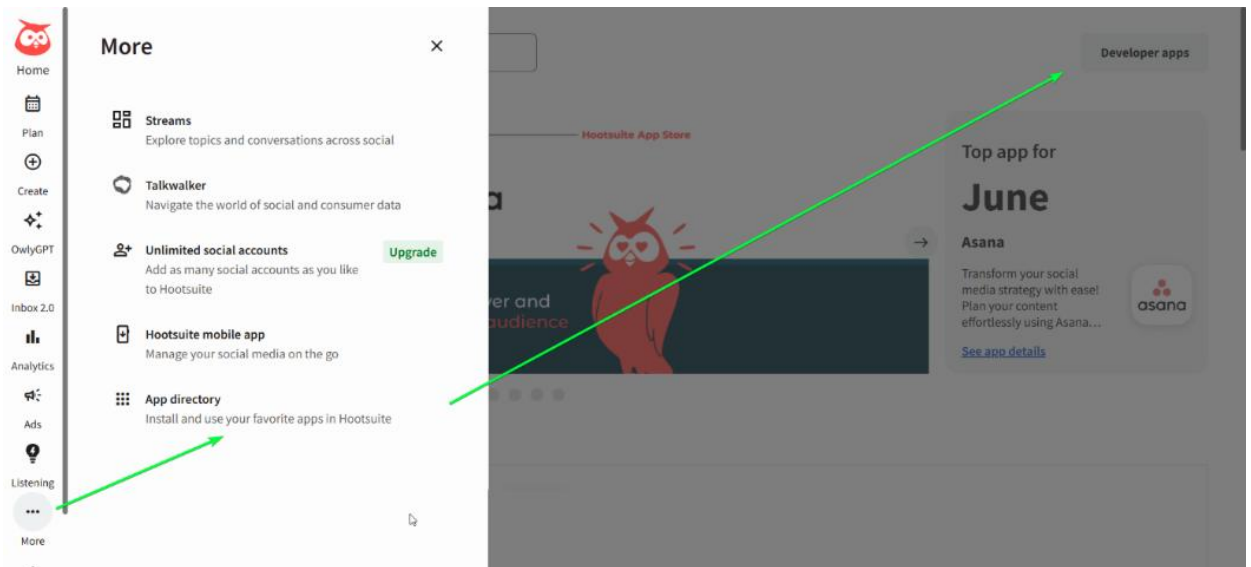 Home
Plan
Create
OwlyGPT
Inbox 2.0
Analytics
Ads
Listening
More
More
Streams
Explore topics and conversations across social
Talkwalker
Navigate the world of social and consumer data
Unlimited social accounts
Upgrade
Add as many social accounts as you like
to Hootsuite
Hootsuite mobile app
Manage your social media on the go
App directory
Install and use your favorite apps in Hootsuite
Developer apps
Hootsuite App Store
and
audience
Top app for
June
Asana
Transform your social
media strategy with ease!
Plan your content
effortlessly using Asana...
See app details
asana